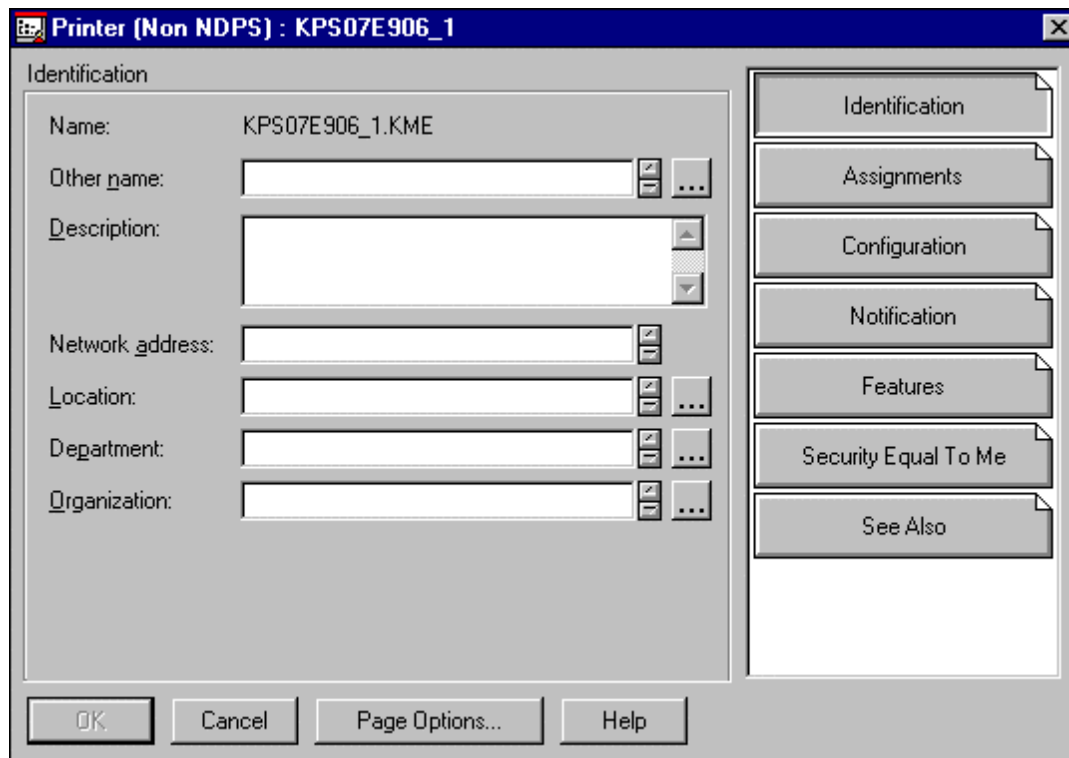 Printer (Non NDPS) : KPS07E906_1
Identification
Name: KPS07E906_1.KME
Other name:
...
Description:
Network address:
Location:
...
Department:
...
Organization:
...
Identification
Assignments
Configuration
Notification
Features
Security Equal To Me
See Also
OK
Cancel
Page Options...
Help